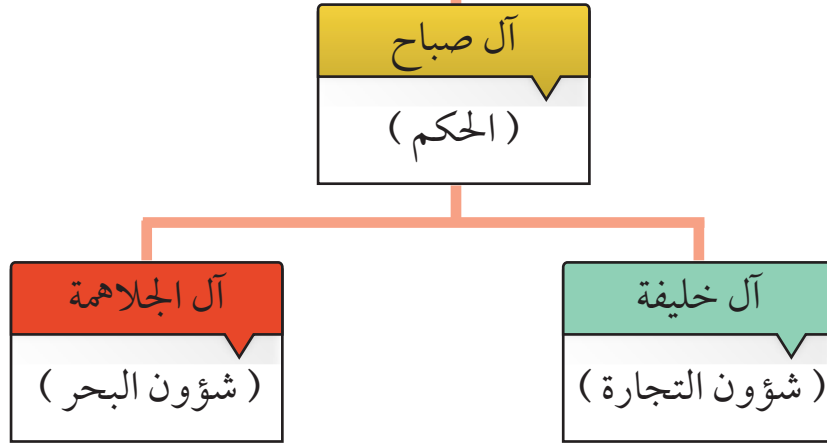 آل صباح
( الحكم )
آل خليفة
( شؤون التجارة )
آل الجلاهمة
( شؤون البحر )